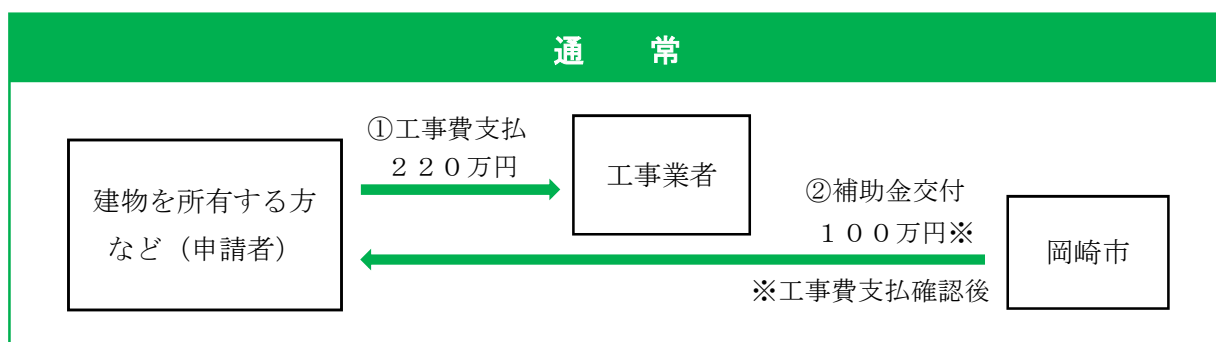 通　常
①工事費支払
２２０万円
工事業者
建物を所有する方
など（申請者）
②補助金交付
１００万円※
岡崎市
※工事費支払確認後